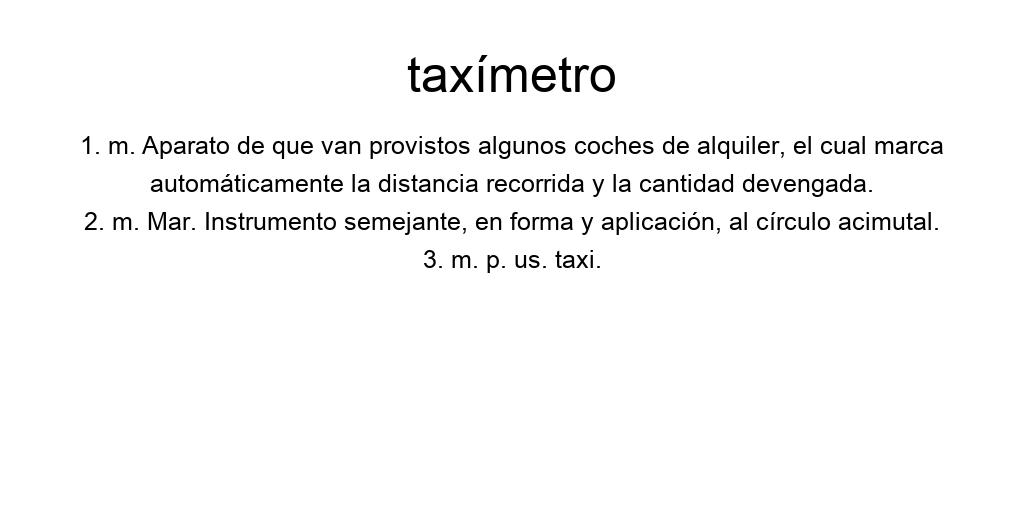 taxímetro
1. m. Aparato de que van provistos algunos coches de alquiler, el cual marca
automáticamente la distancia recorrida y la cantidad devengada.
2. m. Mar. Instrumento semejante, en forma y aplicación, al círculo acimutal.
3. m. p. us. taxi.